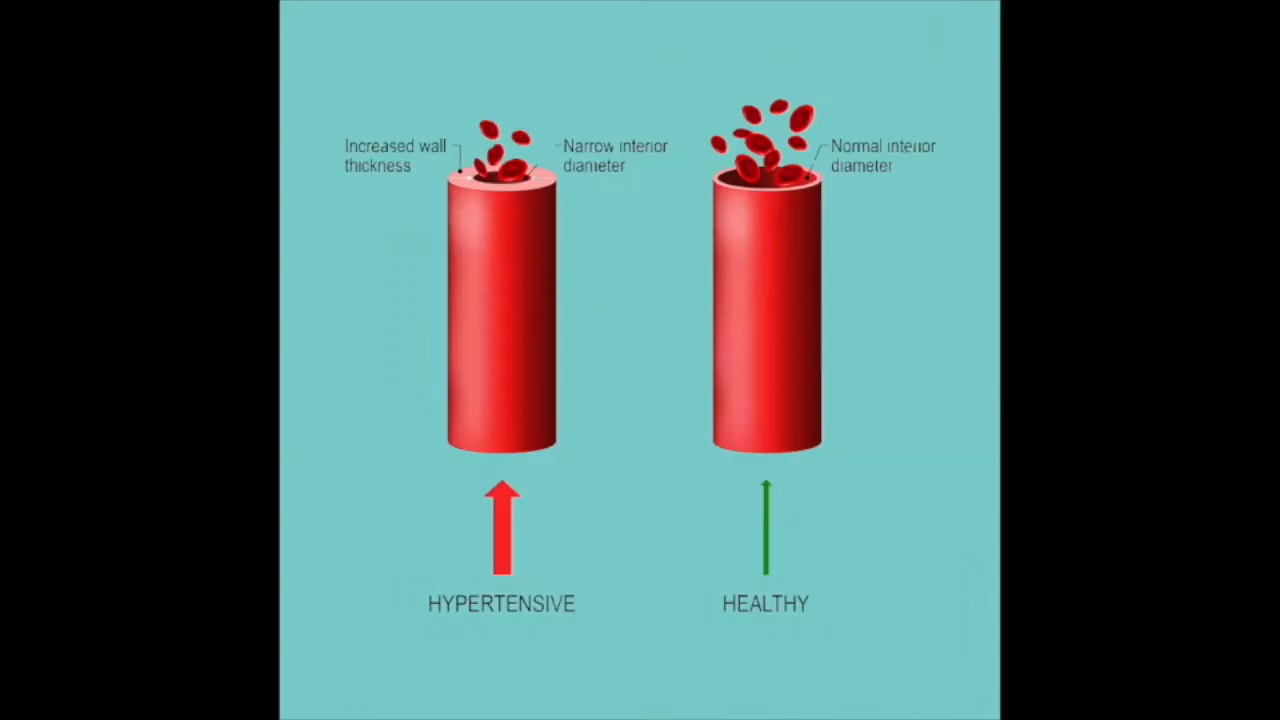 Increased wall
thickness
Narrow interior
diameter
Normal interior
diameter
HYPERTENSIVE
HEALTHY